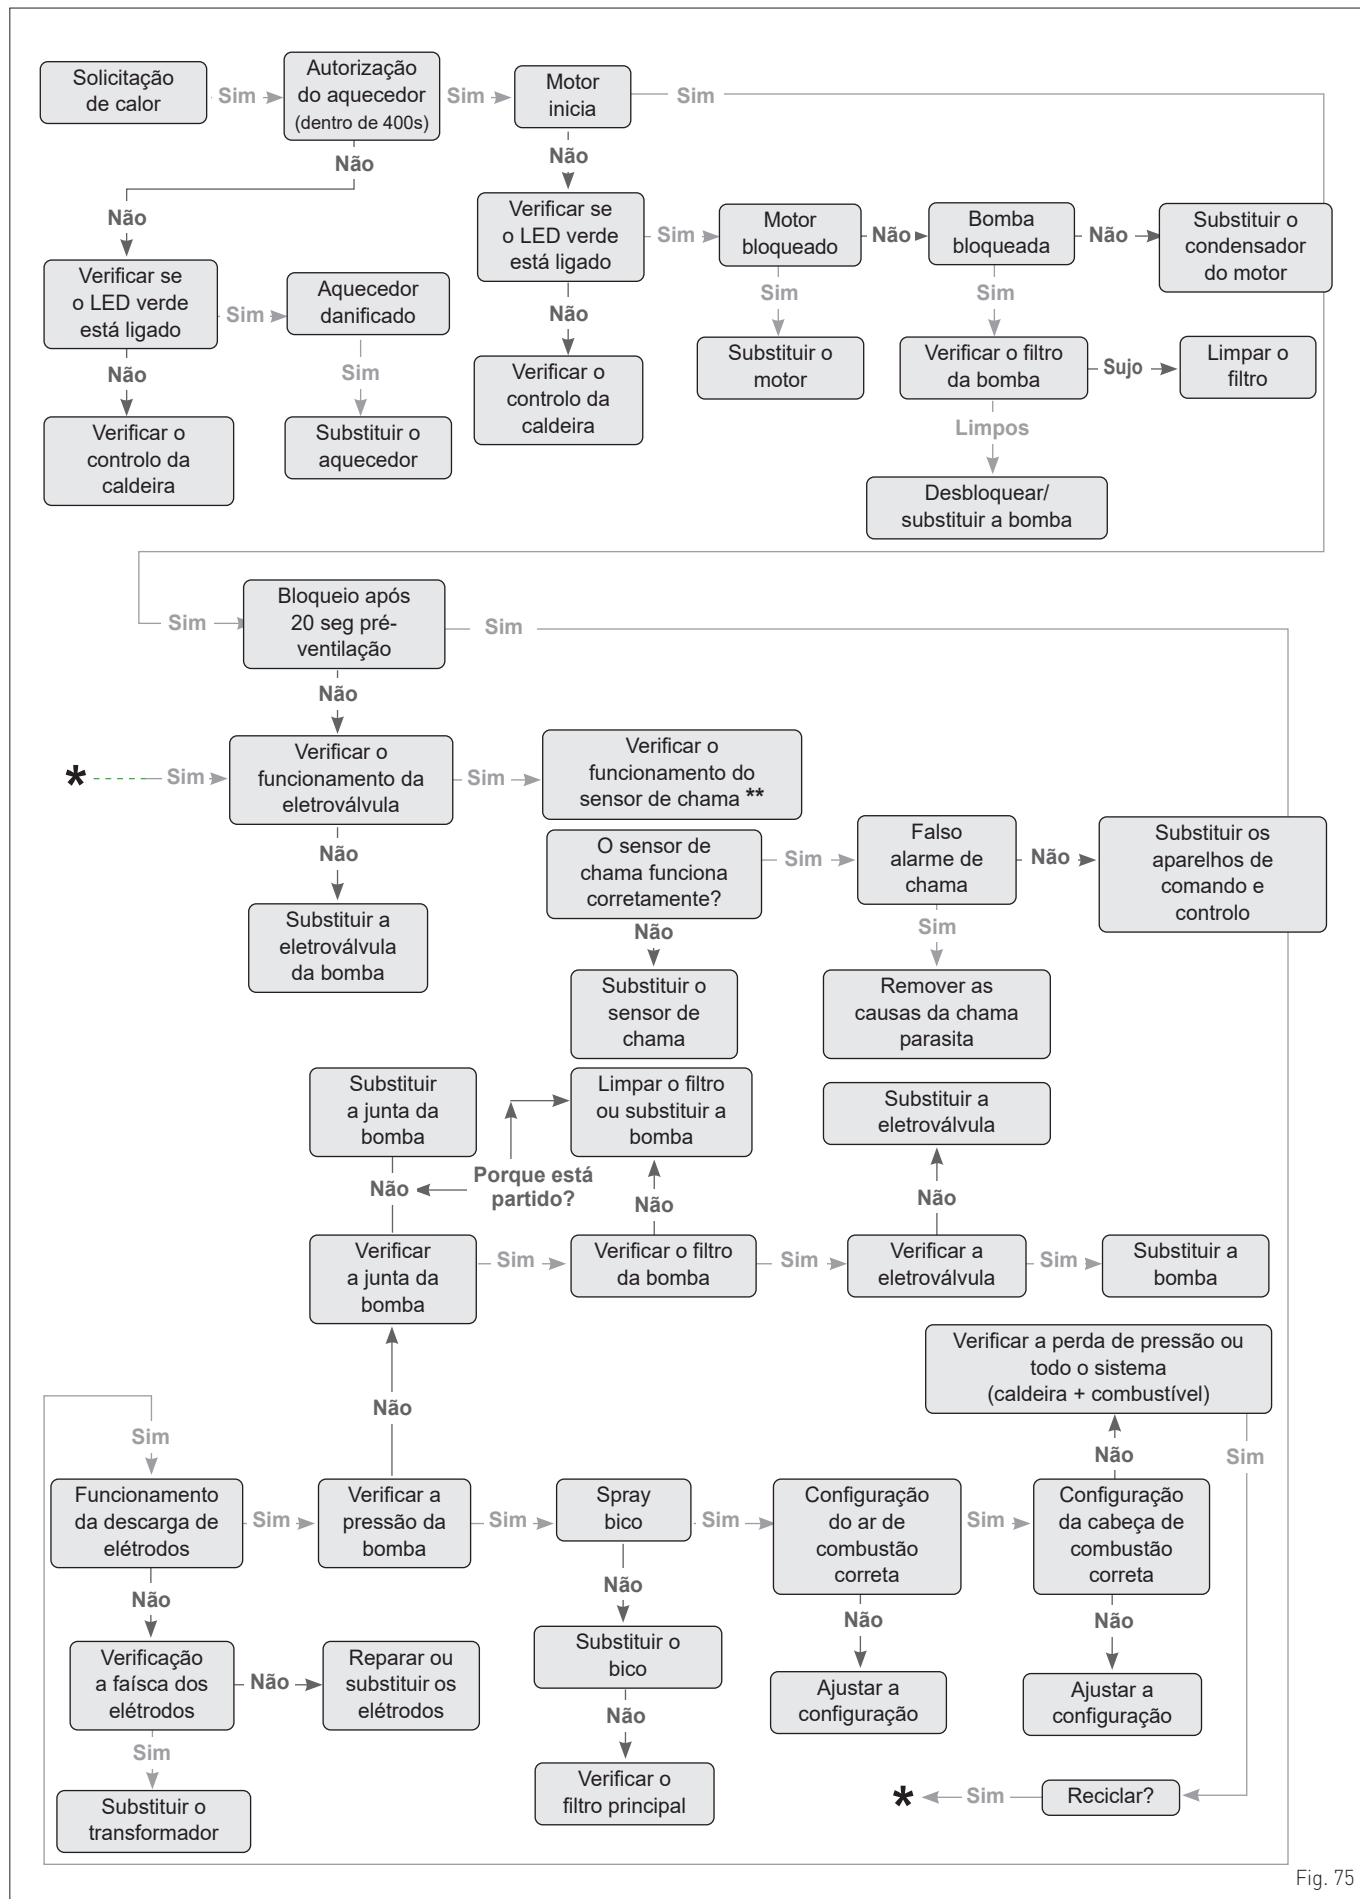 Solicitação
de calor
Sim
Autorização
do aquecedor
(dentro de 400s)
Sim
Motor
inicia
Sim
Não
Não
Não
Verificar se
o LED verde
está ligado
Sim
Aquecedor
danificado
Não
Sim
Verificar o
controlo da
caldeira
Substituir o
aquecedor
Verificar se
o LED verde
está ligado
Sim
Motor
bloqueado
Não
Bomba
bloqueada
Não
Substituir o
condensador
do motor
Não
Sim
Sim
Verificar o
controlo da
caldeira
Substituir o
motor
Verificar o filtro
da bomba
Sujo
Limpar o
filtro
Limpos
Desbloquear/
substituir a bomba
Sim
Bloqueio após
20 seg pré-
ventilação
Sim
Não
*
Sim
Verificar o
funcionamento da
eletroválvula
Sim
Verificar o
funcionamento do
sensor de chama **
Não
Substituir a
eletroválvula
da bomba
O sensor de
chama funciona
corretamente?
Sim
Falso
alarme de
chama
Não
Substituir os
aparelhos de
comando e
controlo
Não
Sim
Substituir o
sensor de
chama
Remover as
causas da chama
parasita
Substituir
a junta da
bomba
Limpar o filtro
ou substituir a
bomba
Substituir a
eletroválvula
Não
Porque está
partido?
Não
Não
Verificar
a junta da
bomba
Sim
Verificar o filtro
da bomba
Sim
Verificar a
eletroválvula
Sim
Substituir a
bomba
Verificar a perda de pressão ou
todo o sistema
(caldeira + combustível)
Não
Sim
Não
Sim
Funcionamento
da descarga de
elétrodos
Sim
Verificar a
pressão da
bomba
Sim
Spray
bico
Sim
Configuração
do ar de
combustão
correta
Sim
Configuração
da cabeça de
combustão
correta
Não
Não
Não
Não
Verificação
a faísca dos
elétrodos
Não
Reparar ou
substituir os
elétrodos
Substituir o
bico
Ajustar a
configuração
Ajustar a
configuração
Sim
Não
Substituir o
transformador
Verificar o
filtro principal
*
Sim
Reciclar?
Fig. 75